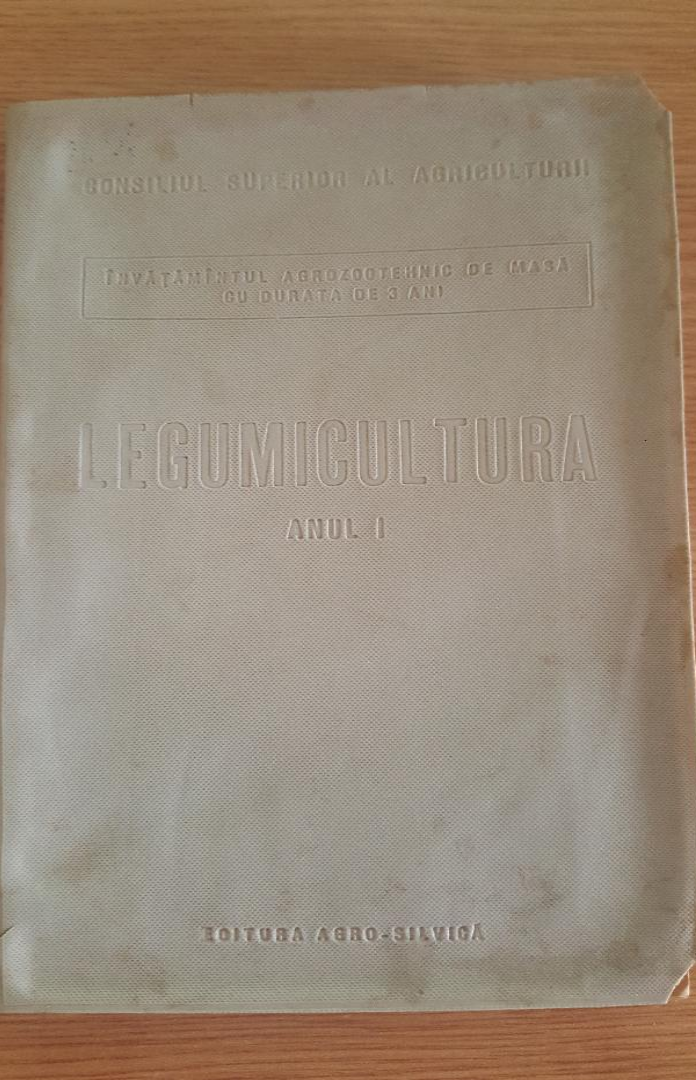 CONSILIUL SUPERIOR AL AGRICULTURII
ÎNVĂȚĂMÎNTUL AGROZOOTEHNIC DE MASĂ
CU DURATA DE 3 ANI
LEGUMICULTURA
ANUL I
EDITURA AGRO-SILVICĂ